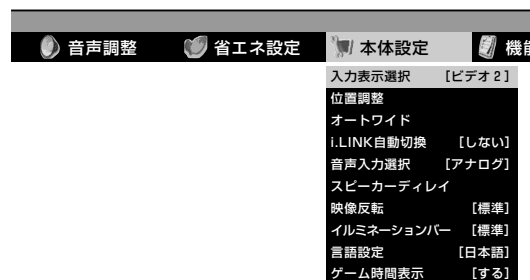 音声調整 省エネ設定 本体設定 機能
入力表示選択 [ビデオ2]
位置調整
オートワイド
i.LINK自動切換 [しない]
音声入力選択 [アナログ]
スピーカーディレイ
映像反転 [標準]
イルミネーションバー [標準]
言語設定 [日本語]
ゲーム時間表示 [する]